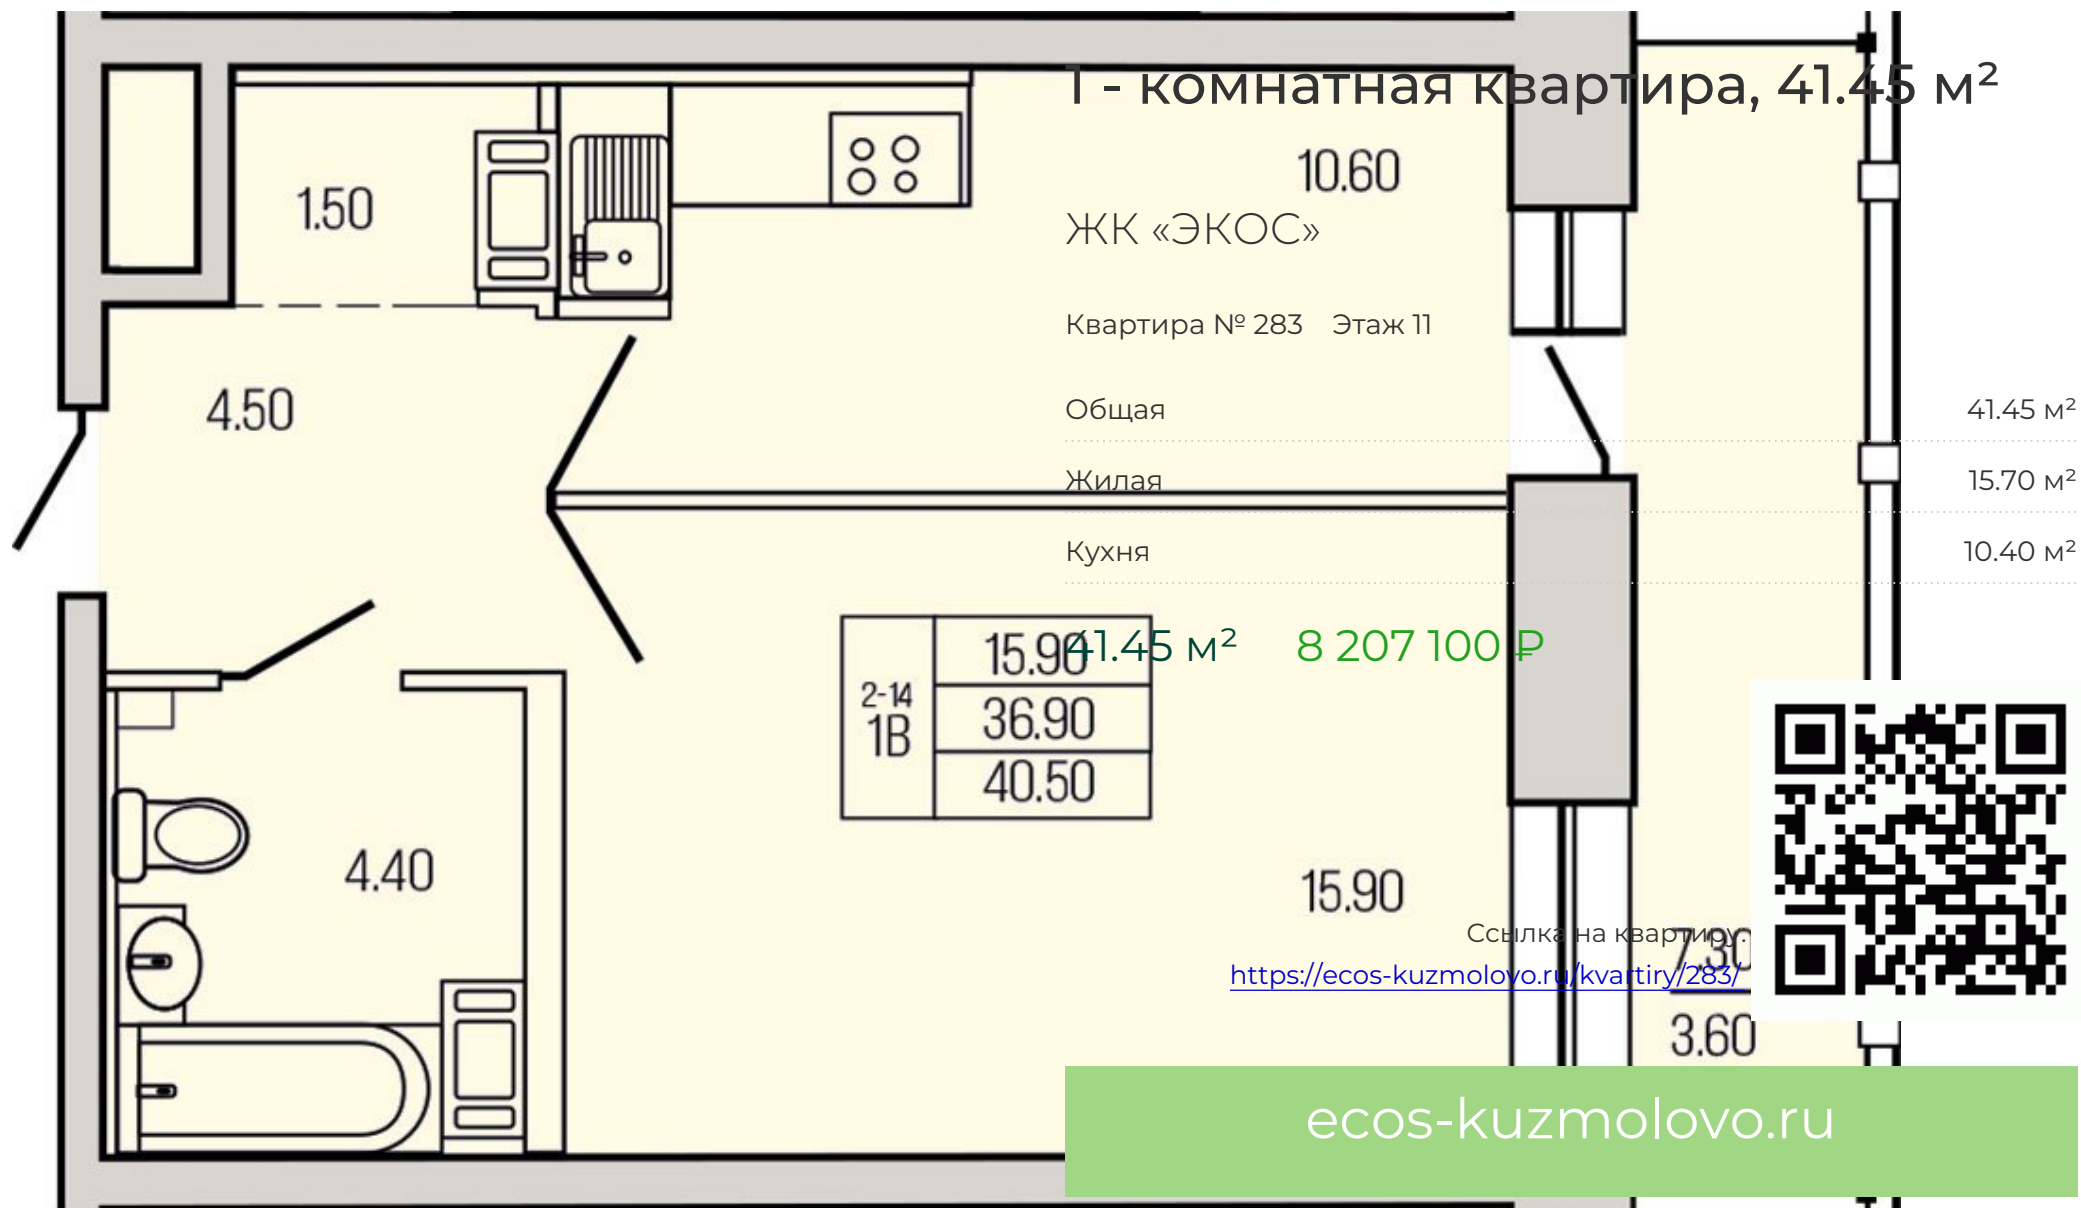 1 - комнатная квартира, 41.45 м²
10.60
1.50
ЖК «ЭКОС»
Квартира № 283 Этаж 11
4.50
Общая 41.45 м²
Жилая 15.70 м²
Кухня 10.40 м²
41.45 м² 8 207 100 ₽
2-14
1В
15.90
36.90
40.50
4.40
15.90
Ссылка на квартиру:
https://ecos-kuzmolovo.ru/kvartiry/283/
7.30
3.60
ecos-kuzmolovo.ru